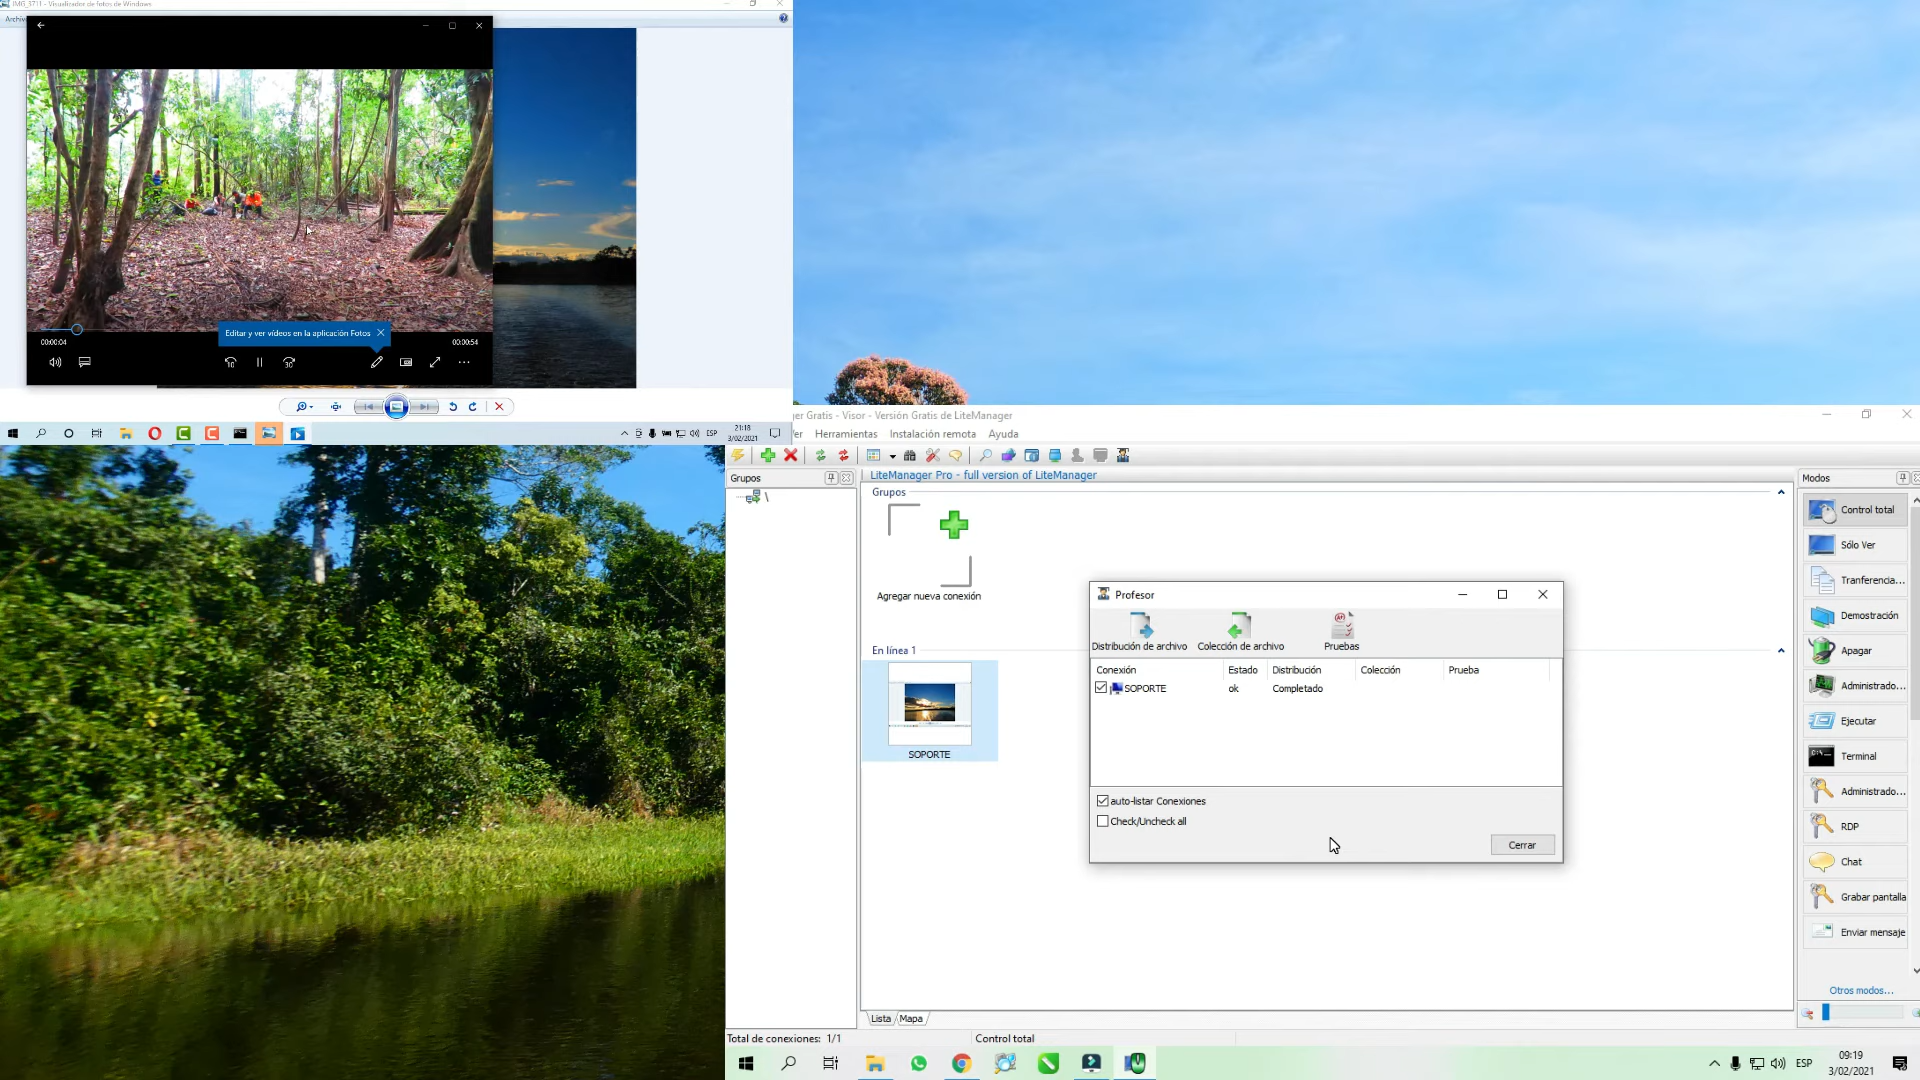 IMG_3711 - Visualizador de fotos de Windows
Editar y ver vídeos en la aplicación Fotos
00:00:04
00:00:54
10
30
ESP
21:18
3/02/2021
ger Gratis - Visor - Versión Gratis de LiteManager
Ver Herramientas Instalación remota Ayuda
Grupos
\
LiteManager Pro - full version of LiteManager
Grupos
Agregar nueva conexión
En línea 1
SOPORTE
Profesor
Distribución de archivo
Colección de archivo
Pruebas
Conexión Estado Distribución Colección Prueba
SOPORTE ok Completado
auto-listar Conexiones
Check/Uncheck all
Cerrar
Modos
Control total
Sólo Ver
Tranferencia...
Demostración
Apagar
Administrado...
Ejecutar
Terminal
Administrado...
RDP
Chat
Grabar pantalla
Enviar mensaje
Otros modos...
Lista Mapa
Total de conexiones: 1/1
Control total
ESP
09:19
3/02/2021